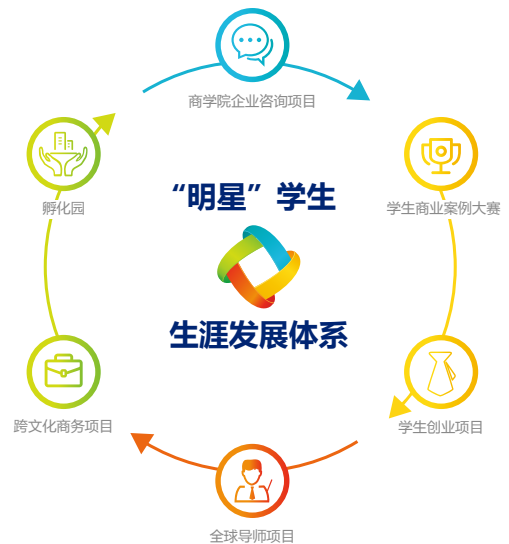 商学院企业咨询项目
孵化园
学生商业案例大赛
“明星”学生
生涯发展体系
跨文化商务项目
学生创业项目
全球导师项目